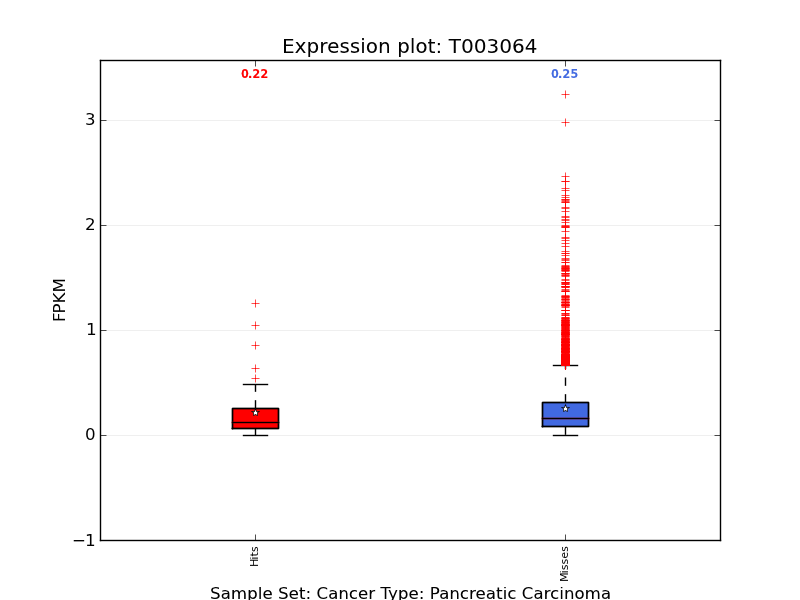 Expression plot: T003064
0.22
0.25
3
2
1
0
−1
FPKM
Hits
Misses
Sample Set: Cancer Type: Pancreatic Carcinoma